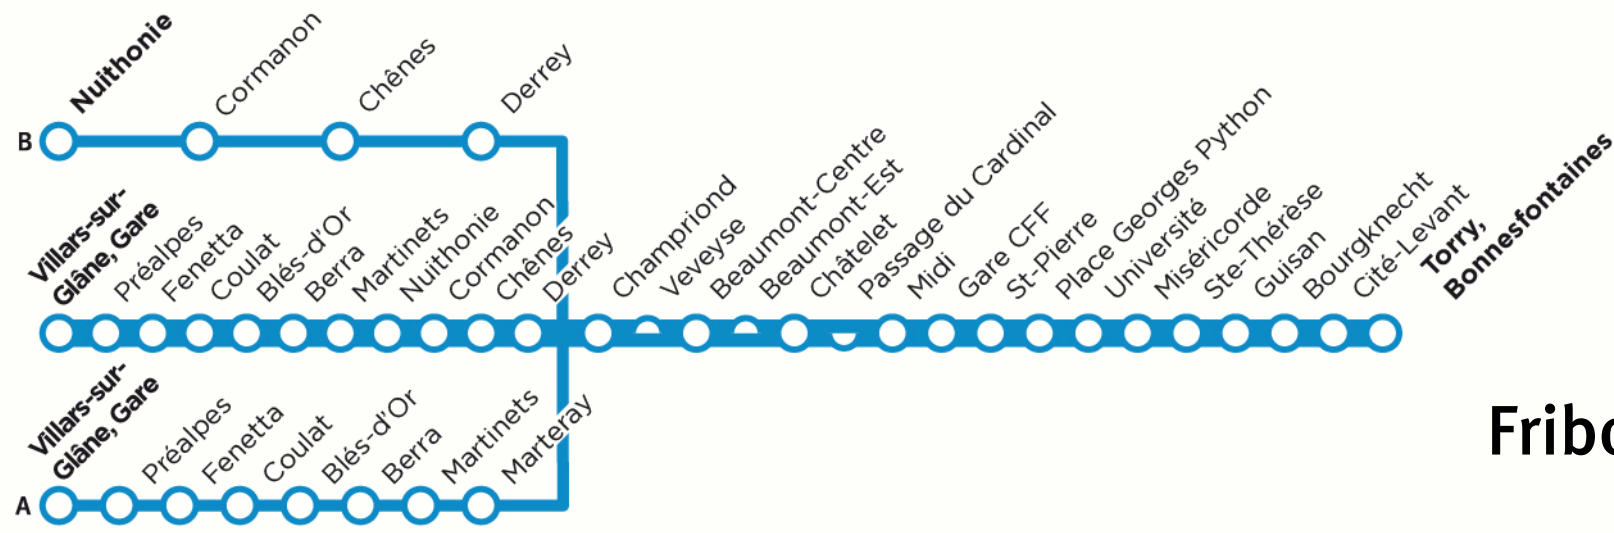 B
Nuithonie
Cormanon
Chênes
Derrey
Villars-sur-
Glâne, Gare
Préalpes
Fenetta
Coulat
Blés-d'Or
Berra
Martinets
Nuithonie
Cormanon
Chênes
Derrey
Champriond
Veveyse
Beaumont-Centre
Beaumont-Est
Châtelet
Passage du Cardinal
Midi
Gare CFF
St-Pierre
Place Georges Python
Université
Miséricorde
Ste-Thérèse
Guisan
Bourgknecht
Cité-Levant
Torry,
Bonnesfontaines
A
Villars-sur-
Glâne, Gare
Préalpes
Fenetta
Coulat
Blés-d'Or
Berra
Martinets
Marteray